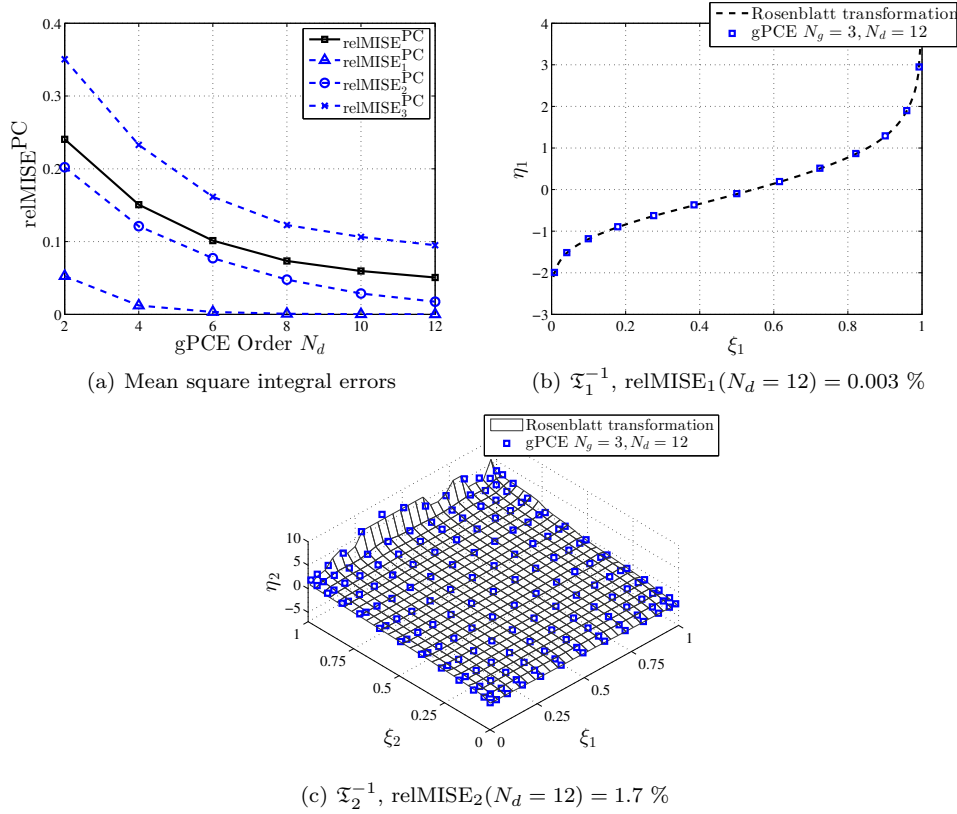 0.4
0.3
0.2
0.1
0
2
4
6
8
10
12
relMISE^PC
gPCE Order N_d
relMISE^PC
relMISE_1^PC
relMISE_2^PC
relMISE_3^PC
(a) Mean square integral errors
Rosenblatt transformation
gPCE N_g = 3, N_d = 12
η_1
4
3
2
1
0
−1
−2
−3
0
0.2
0.4
0.6
0.8
1
ξ_1
(b) 𝔗_1^{−1}, relMISE_1(N_d = 12) = 0.003 %
Rosenblatt transformation
gPCE N_g = 3, N_d = 12
η_2
10
5
0
−5
1
0.75
0.5
0.25
0
ξ_2
0
0.25
0.5
0.75
1
ξ_1
(c) 𝔗_2^{−1}, relMISE_2(N_d = 12) = 1.7 %